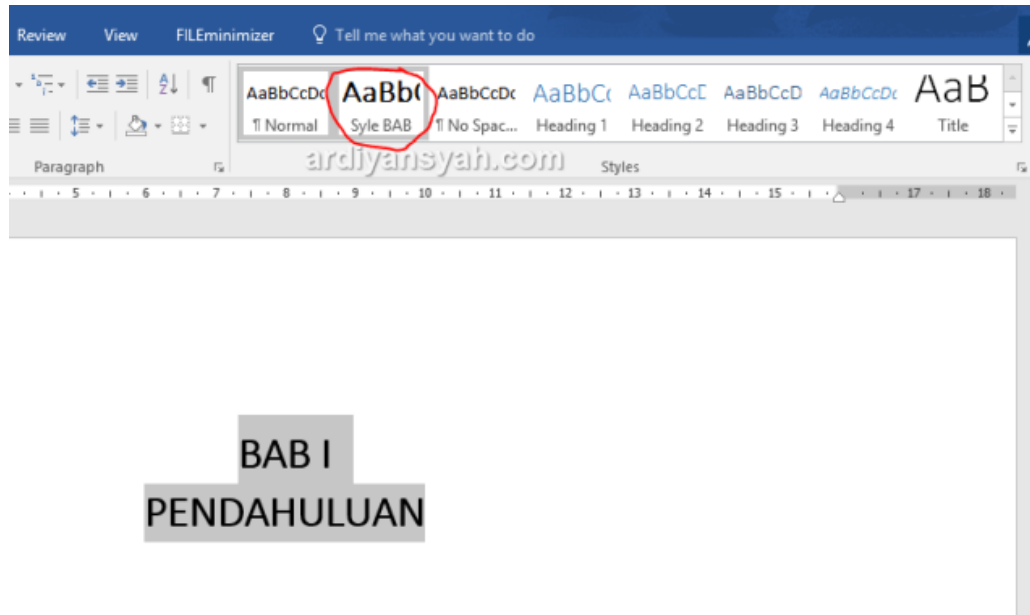 Review View FILEminimizer Tell me what you want to do
AaBbCcDc AaBb( AaBbCcDc AaBbC( AaBbCcE AaBbCcD AaBbCcDc AaB
¶ Normal Syle BAB ¶ No Spac... Heading 1 Heading 2 Heading 3 Heading 4 Title
Paragraph Styles
ardiyansyah.com
5 6 7 8 9 10 11 12 13 14 15 17 18
BAB I
PENDAHULUAN